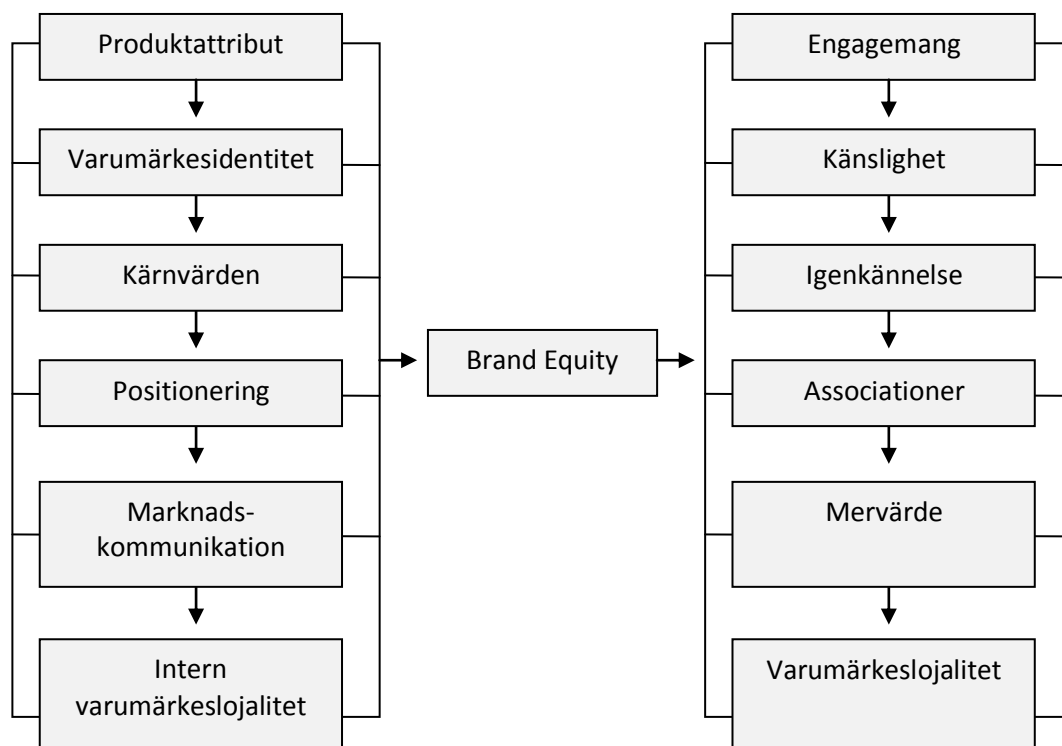 Produktattribut
Varumärkesidentitet
Kärnvärden
Positionering
Marknads-
kommunikation
Intern
varumärkeslojalitet
Brand Equity
Engagemang
Känslighet
Igenkännelse
Associationer
Mervärde
Varumärkeslojalitet